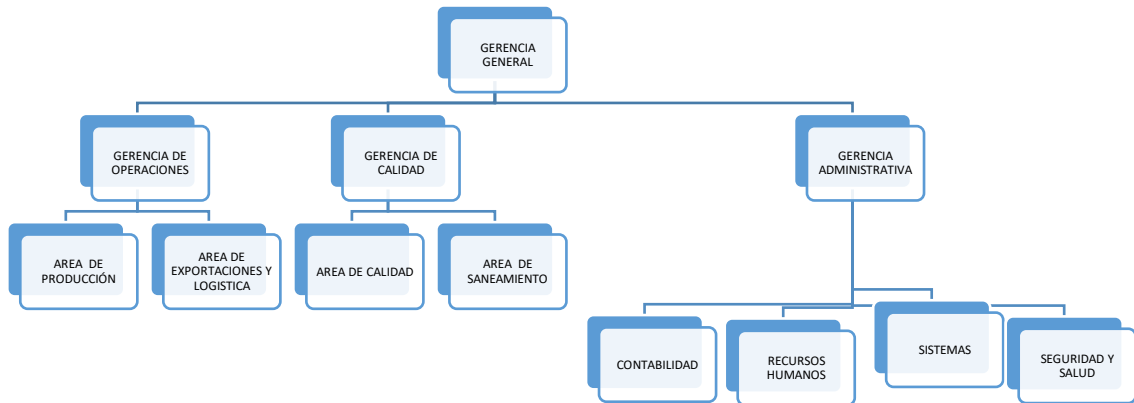 GERENCIA
GENERAL
GERENCIA DE
OPERACIONES
GERENCIA DE
CALIDAD
GERENCIA
ADMINISTRATIVA
AREA DE
PRODUCCIÓN
AREA DE
EXPORTACIONES Y
LOGISTICA
AREA DE CALIDAD
AREA DE
SANEAMIENTO
CONTABILIDAD
RECURSOS
HUMANOS
SISTEMAS
SEGURIDAD Y
SALUD